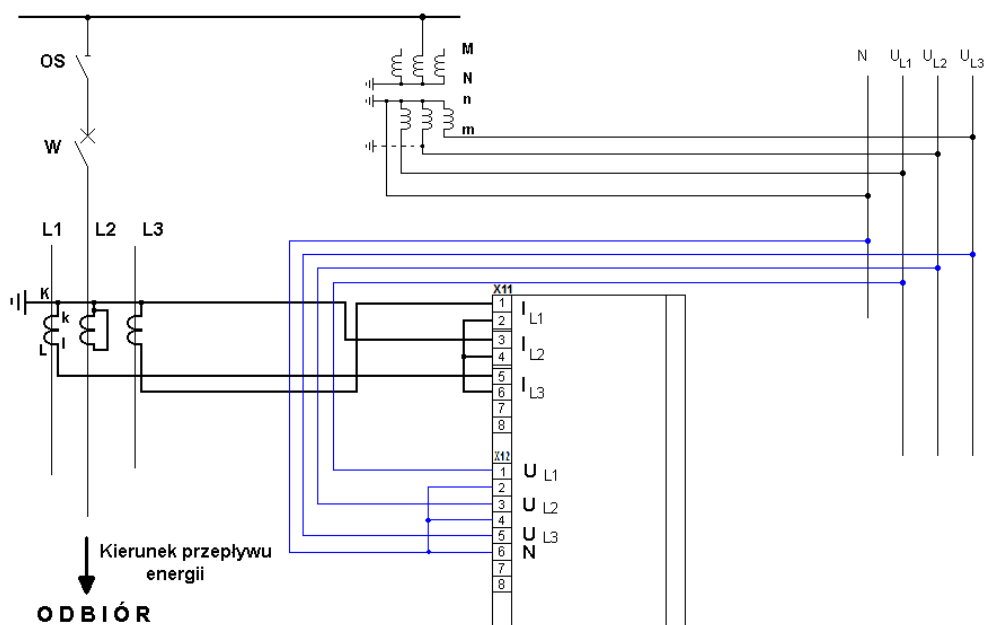 M
OS
N U L1 U L2 U L3
N
n
m
W
L1 L2 L3
K
k
L l
X11
1 I L1
2
3 I L2
4
5 I L3
6
7
8
X12
1 U L1
2
3 U L2
4
5 U L3
6 N
7
8
Kierunek przepływu
energii
ODBIÓR